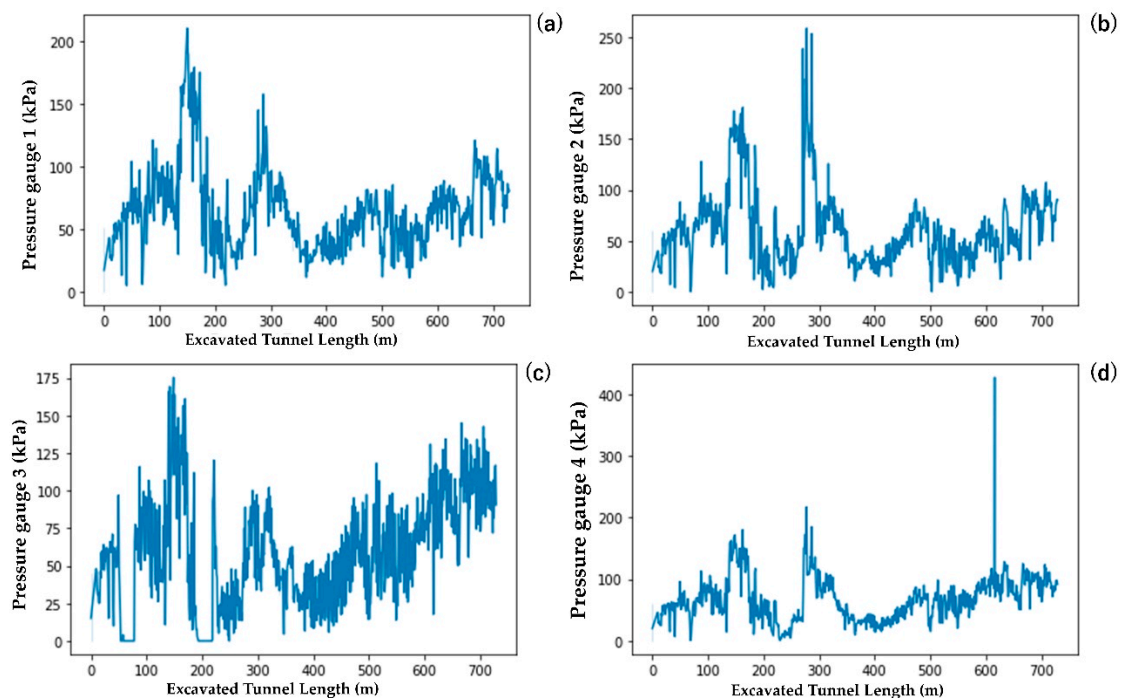 (a)
Pressure gauge 1 (kPa)
200
150
100
50
0
0 100 200 300 400 500 600 700
Excavated Tunnel Length (m)
(b)
Pressure gauge 2 (kPa)
250
200
150
100
50
0
0 100 200 300 400 500 600 700
Excavated Tunnel Length (m)
(c)
Pressure gauge 3 (kPa)
175
150
125
100
75
50
25
0
0 100 200 300 400 500 600 700
Excavated Tunnel Length (m)
(d)
Pressure gauge 4 (kPa)
400
300
200
100
0
0 100 200 300 400 500 600 700
Excavated Tunnel Length (m)